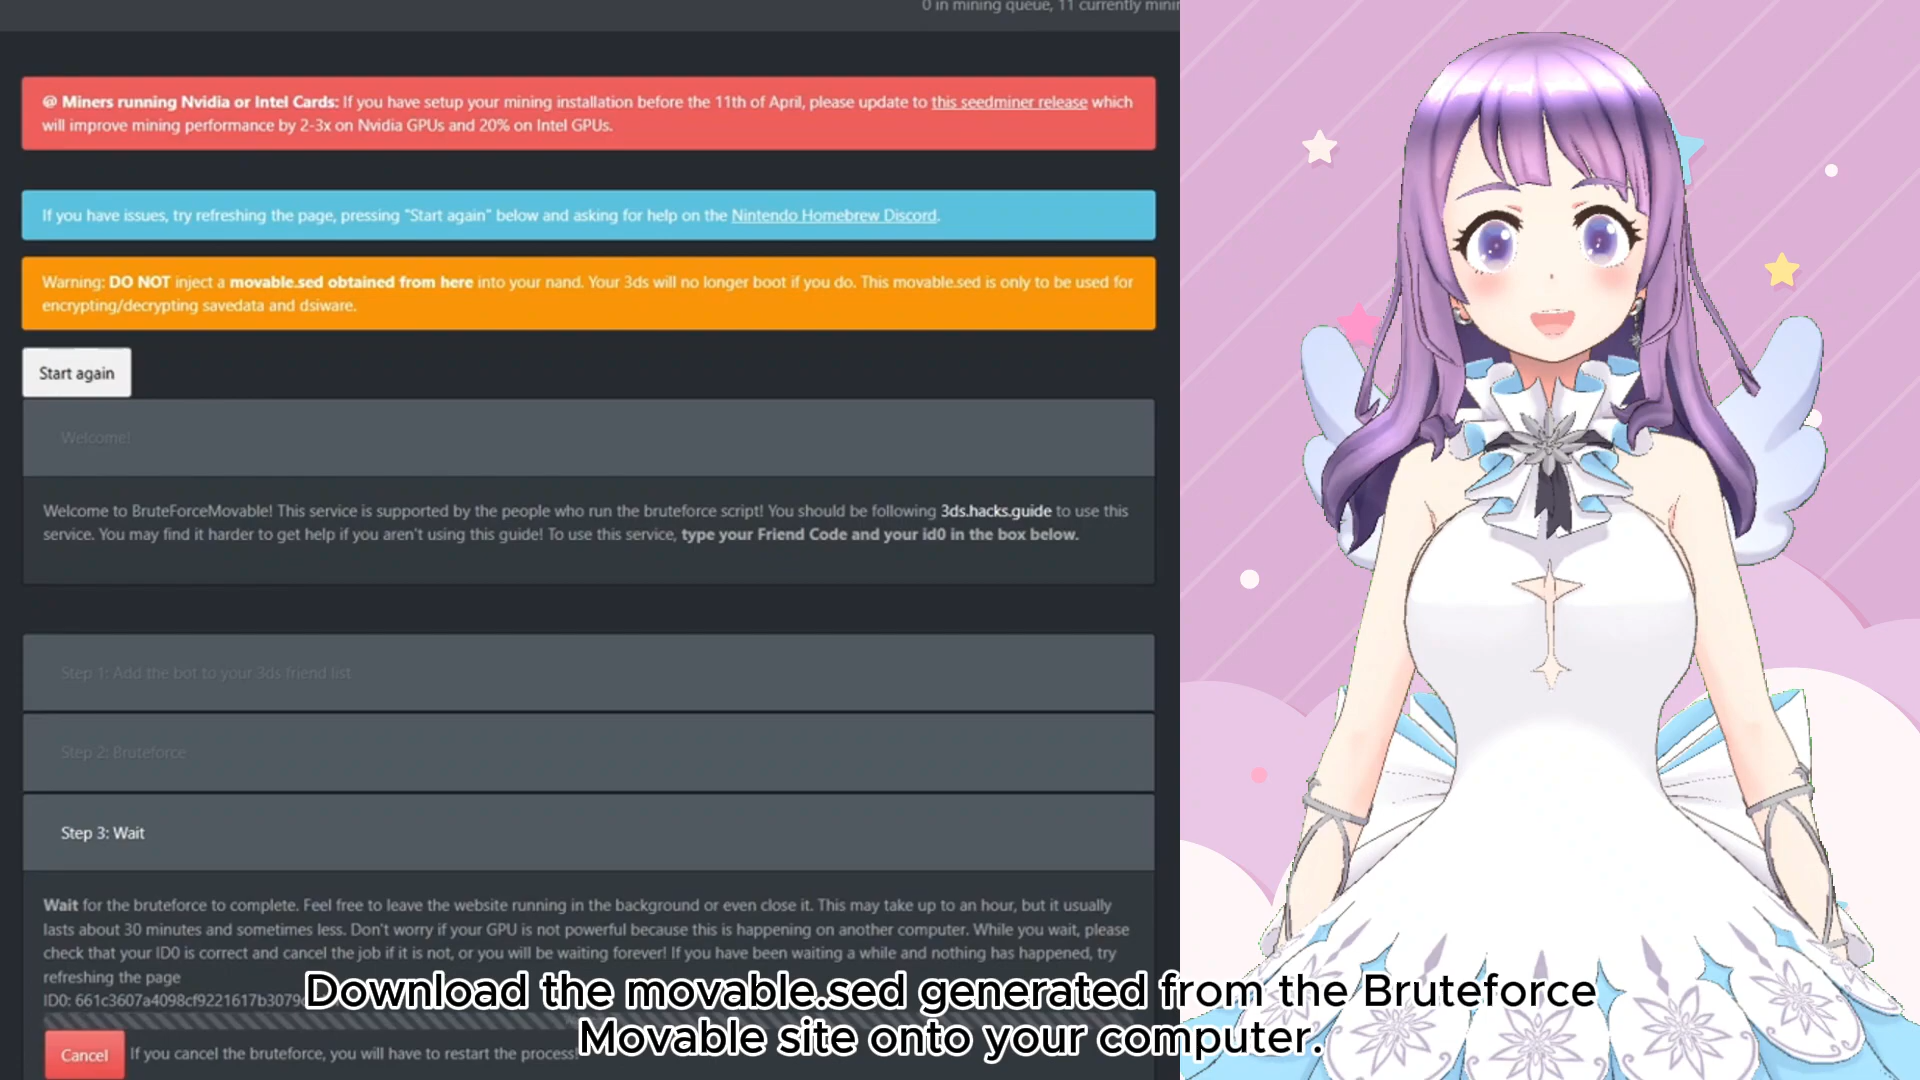 0 in mining queue, 11 currently
@ Miners running Nvidia or Intel Cards: If you have setup your mining installation before the 11th of April, please update to this seedminer release which
will improve mining performance by 2-3x on Nvidia GPUs and 20% on Intel GPUs.
If you have issues, try refreshing the page, pressing "Start again" below and asking for help on the Nintendo Homebrew Discord.
Warning: DO NOT inject a movable.sed obtained from here into your nand. Your 3ds will no longer boot if you do. This movable.sed is only to be used for
encrypting/decrypting savedata and dsiware.
Start again
Welcome!
Welcome to BruteForceMovable! This service is supported by the people who run the bruteforce script! You should be following 3ds.hacks.guide to use this
service. You may find it harder to get help if you aren't using this guide! To use this service, type your Friend Code and your id0 in the box below.
Step 1: Add the bot to your 3ds friend list
Step 2: Bruteforce
Step 3: Wait
Wait for the bruteforce to complete. Feel free to leave the website running in the background or even close it. This may take up to an hour, but it usually
lasts about 30 minutes and sometimes less. Don't worry if your GPU is not powerful because this is happening on another computer. While you wait, please
check that your ID0 is correct and cancel the job if it is not, or you will be waiting forever! If you have been waiting a while and nothing has happened, try
refreshing the page
ID0:
Cancel
If you cancel the bruteforce, you will have to restart the process!
Download the movable.sed generated from the Bruteforce
Movable site onto your computer.